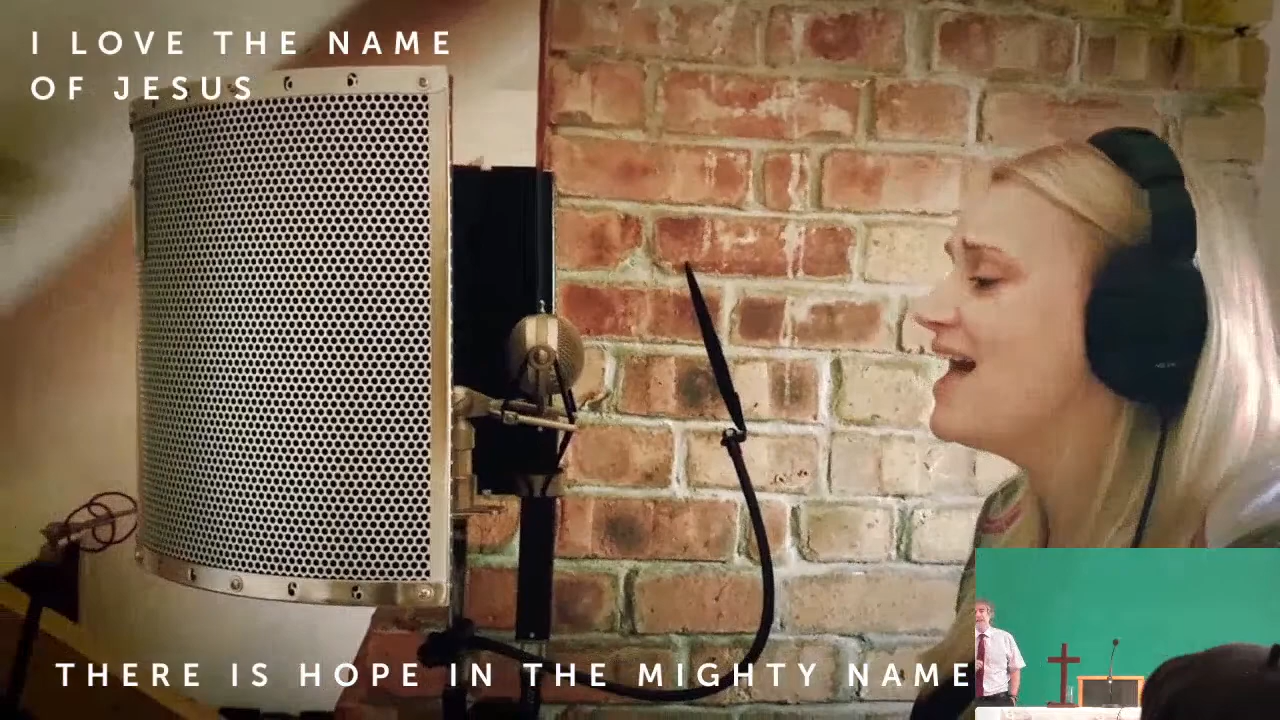 I LOVE THE NAME
OF JESUS
THERE IS HOPE IN THE MIGHTY NAME